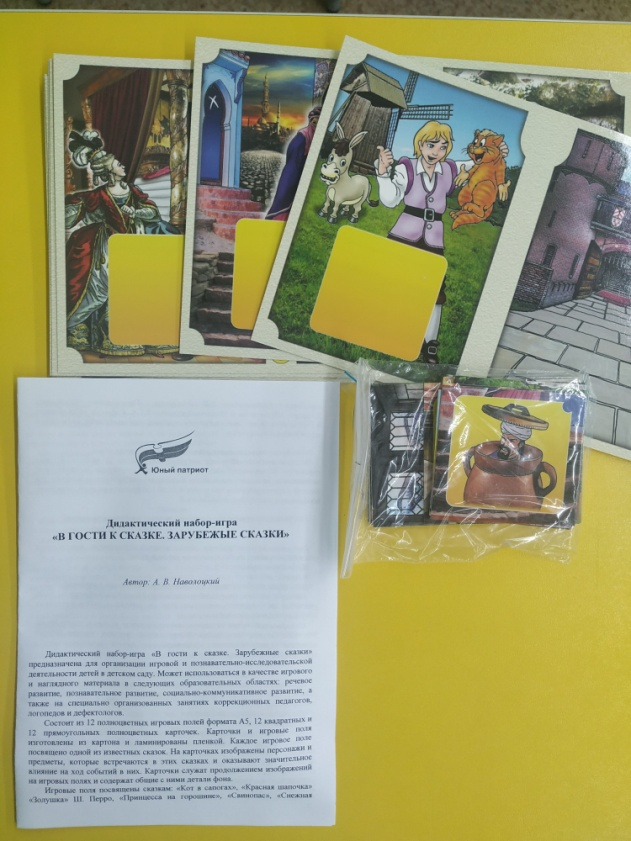 Юный патриот
Дидактический набор-игра
«В ГОСТИ К СКАЗКЕ. ЗАРУБЕЖЫЕ СКАЗКИ»
Автор: А. В. Наволоцкий
Дидактический набор-игра «В гости к сказке. Зарубежные сказки»
предназначена для организации игровой и познавательно-исследовательской
деятельности детей в детском саду. Может использоваться в качестве игрового
и наглядного материала в следующих образовательных областях: речевое
развитие, познавательное развитие, социально-коммуникативное развитие, а
также на специально организованных занятиях коррекционных педагогов,
логопедов и дефектологов.
Состоит из 12 полноцветных игровых полей формата А5, 12 квадратных и
12 прямоугольных полноцветных карточек. Карточки и игровые поля
изготовлены из картона и ламинированы пленкой. Каждое игровое поле
посвящено одной из известных сказок. На карточках изображены персонажи и
предметы, которые встречаются в этих сказках и оказывают значительное
влияние на ход событий в них. Карточки служат продолжением изображений
на игровых полях и содержат общие с ними детали фона.
Игровые поля посвящены сказкам: «Кот в сапогах», «Красная шапочка»
«Золушка» Ш. Перро, «Принцесса на горошине», «Свинопас», «Снежная